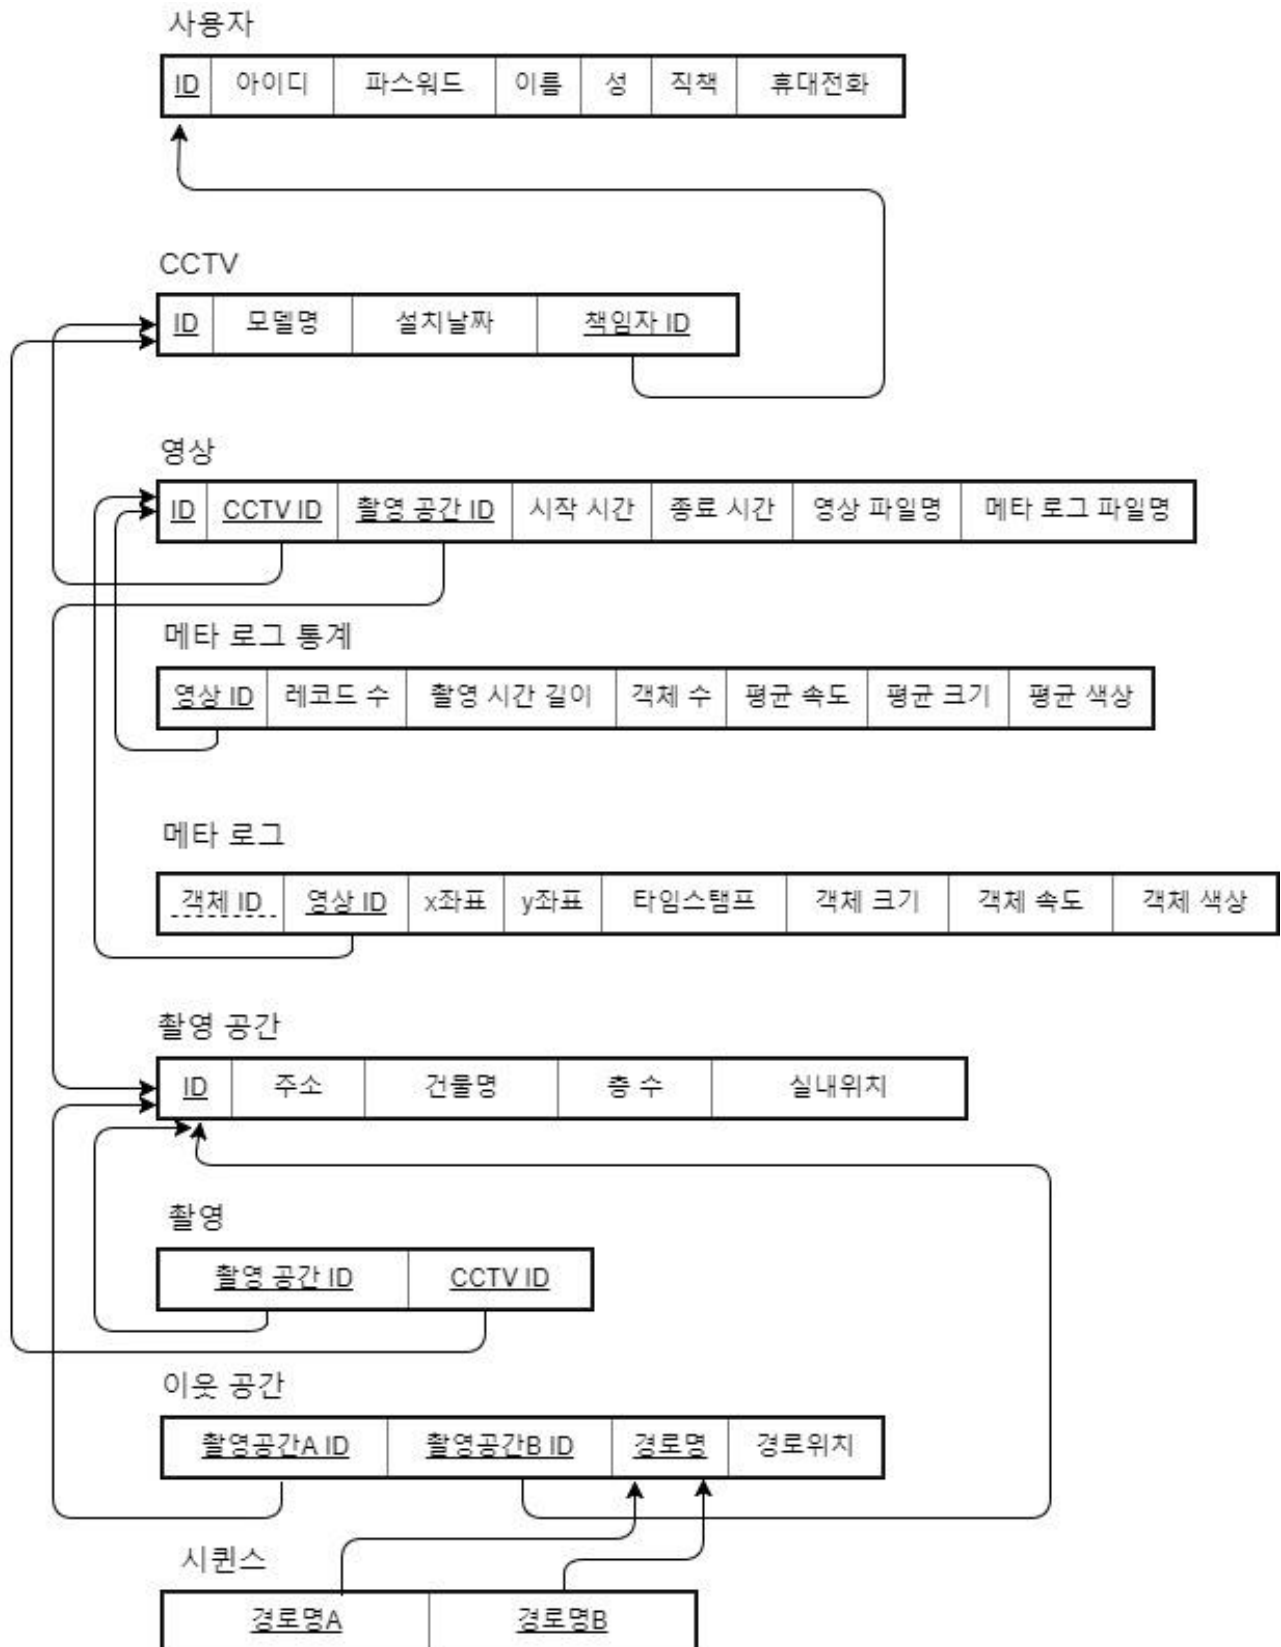 사용자
ID 아이디 파스워드 이름 성 직책 휴대전화
CCTV
ID 모델명 설치날짜 책임자 ID
영상
ID CCTV ID 촬영 공간 ID 시작 시간 종료 시간 영상 파일명 메타 로그 파일명
메타 로그 통계
영상 ID 레코드 수 촬영 시간 길이 객체 수 평균 속도 평균 크기 평균 색상
메타 로그
객체 ID 영상 ID x좌표 y좌표 타임스탬프 객체 크기 객체 속도 객체 색상
촬영 공간
ID 주소 건물명 층 수 실내위치
촬영
촬영 공간 ID CCTV ID
이웃 공간
촬영공간A ID 촬영공간B ID 경로명 경로위치
시퀀스
경로명A 경로명B